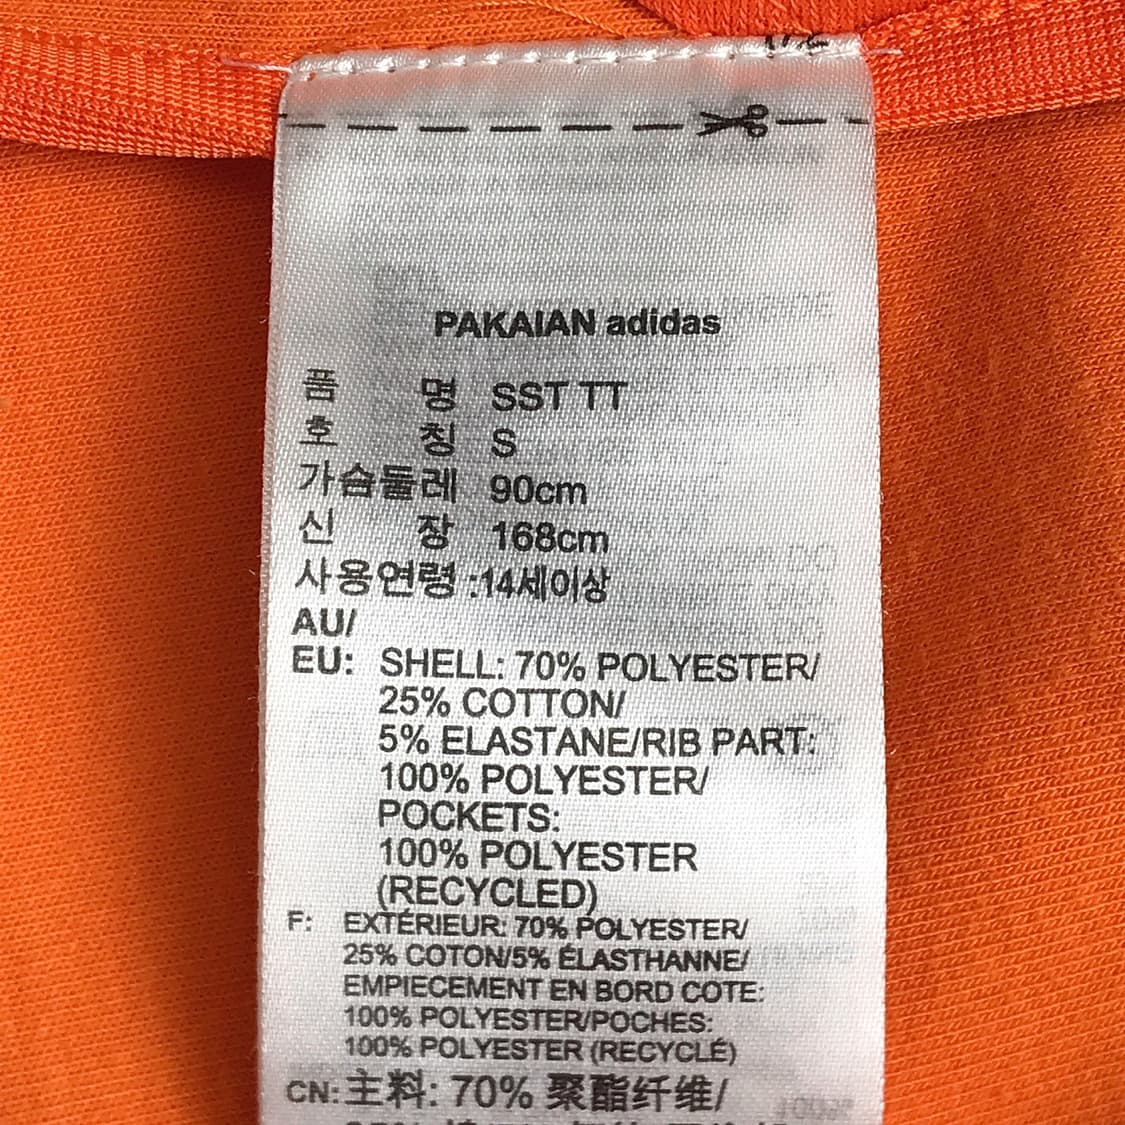 PAKAIAN adidas
품 명 SST TT
호 칭 S
가슴둘레 90cm
신 장 168cm
사용연령 :14세이상
AU/
EU: SHELL: 70% POLYESTER/
25% COTTON/
5% ELASTANE/RIB PART:
100% POLYESTER/
POCKETS:
100% POLYESTER
(RECYCLED)
F: EXTÉRIEUR: 70% POLYESTER/
25% COTON/5% ÉLASTHANNE/
EMPIECEMENT EN BORD COTE:
100% POLYESTER/POCHES:
100% POLYESTER (RECYCLÉ)
CN: 主料: 70% 聚酯纤维/